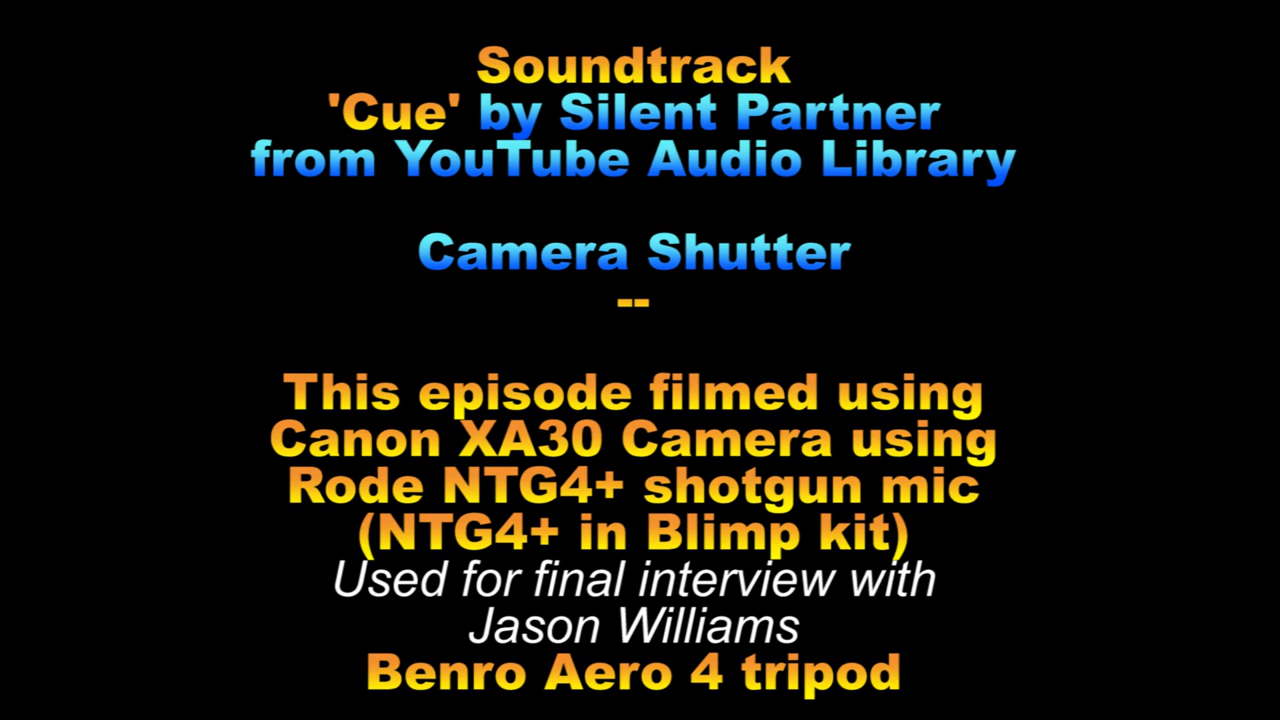 Soundtrack
'Cue' by Silent Partner
from YouTube Audio Library
Camera Shutter
--
This episode filmed using
Canon XA30 Camera using
Rode NTG4+ shotgun mic
(NTG4+ in Blimp kit)
Used for final interview with
Jason Williams
Benro Aero 4 tripod